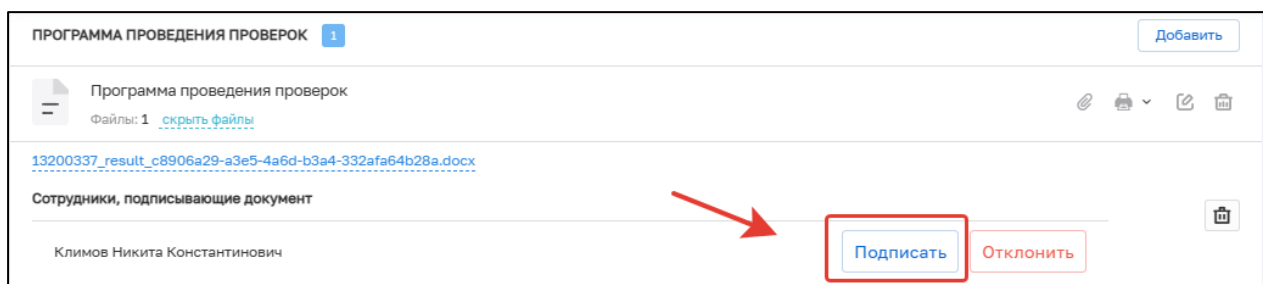 ПРОГРАММА ПРОВЕДЕНИЯ ПРОВЕРОК 1 Добавить
Программа проведения проверок
Файлы: 1 скрыть файлы
13200337_result_c8906a29-a3e5-4a6d-b3a4-332afa64b28a.docx
Сотрудники, подписывающие документ
Климов Никита Константинович Подписать Отклонить